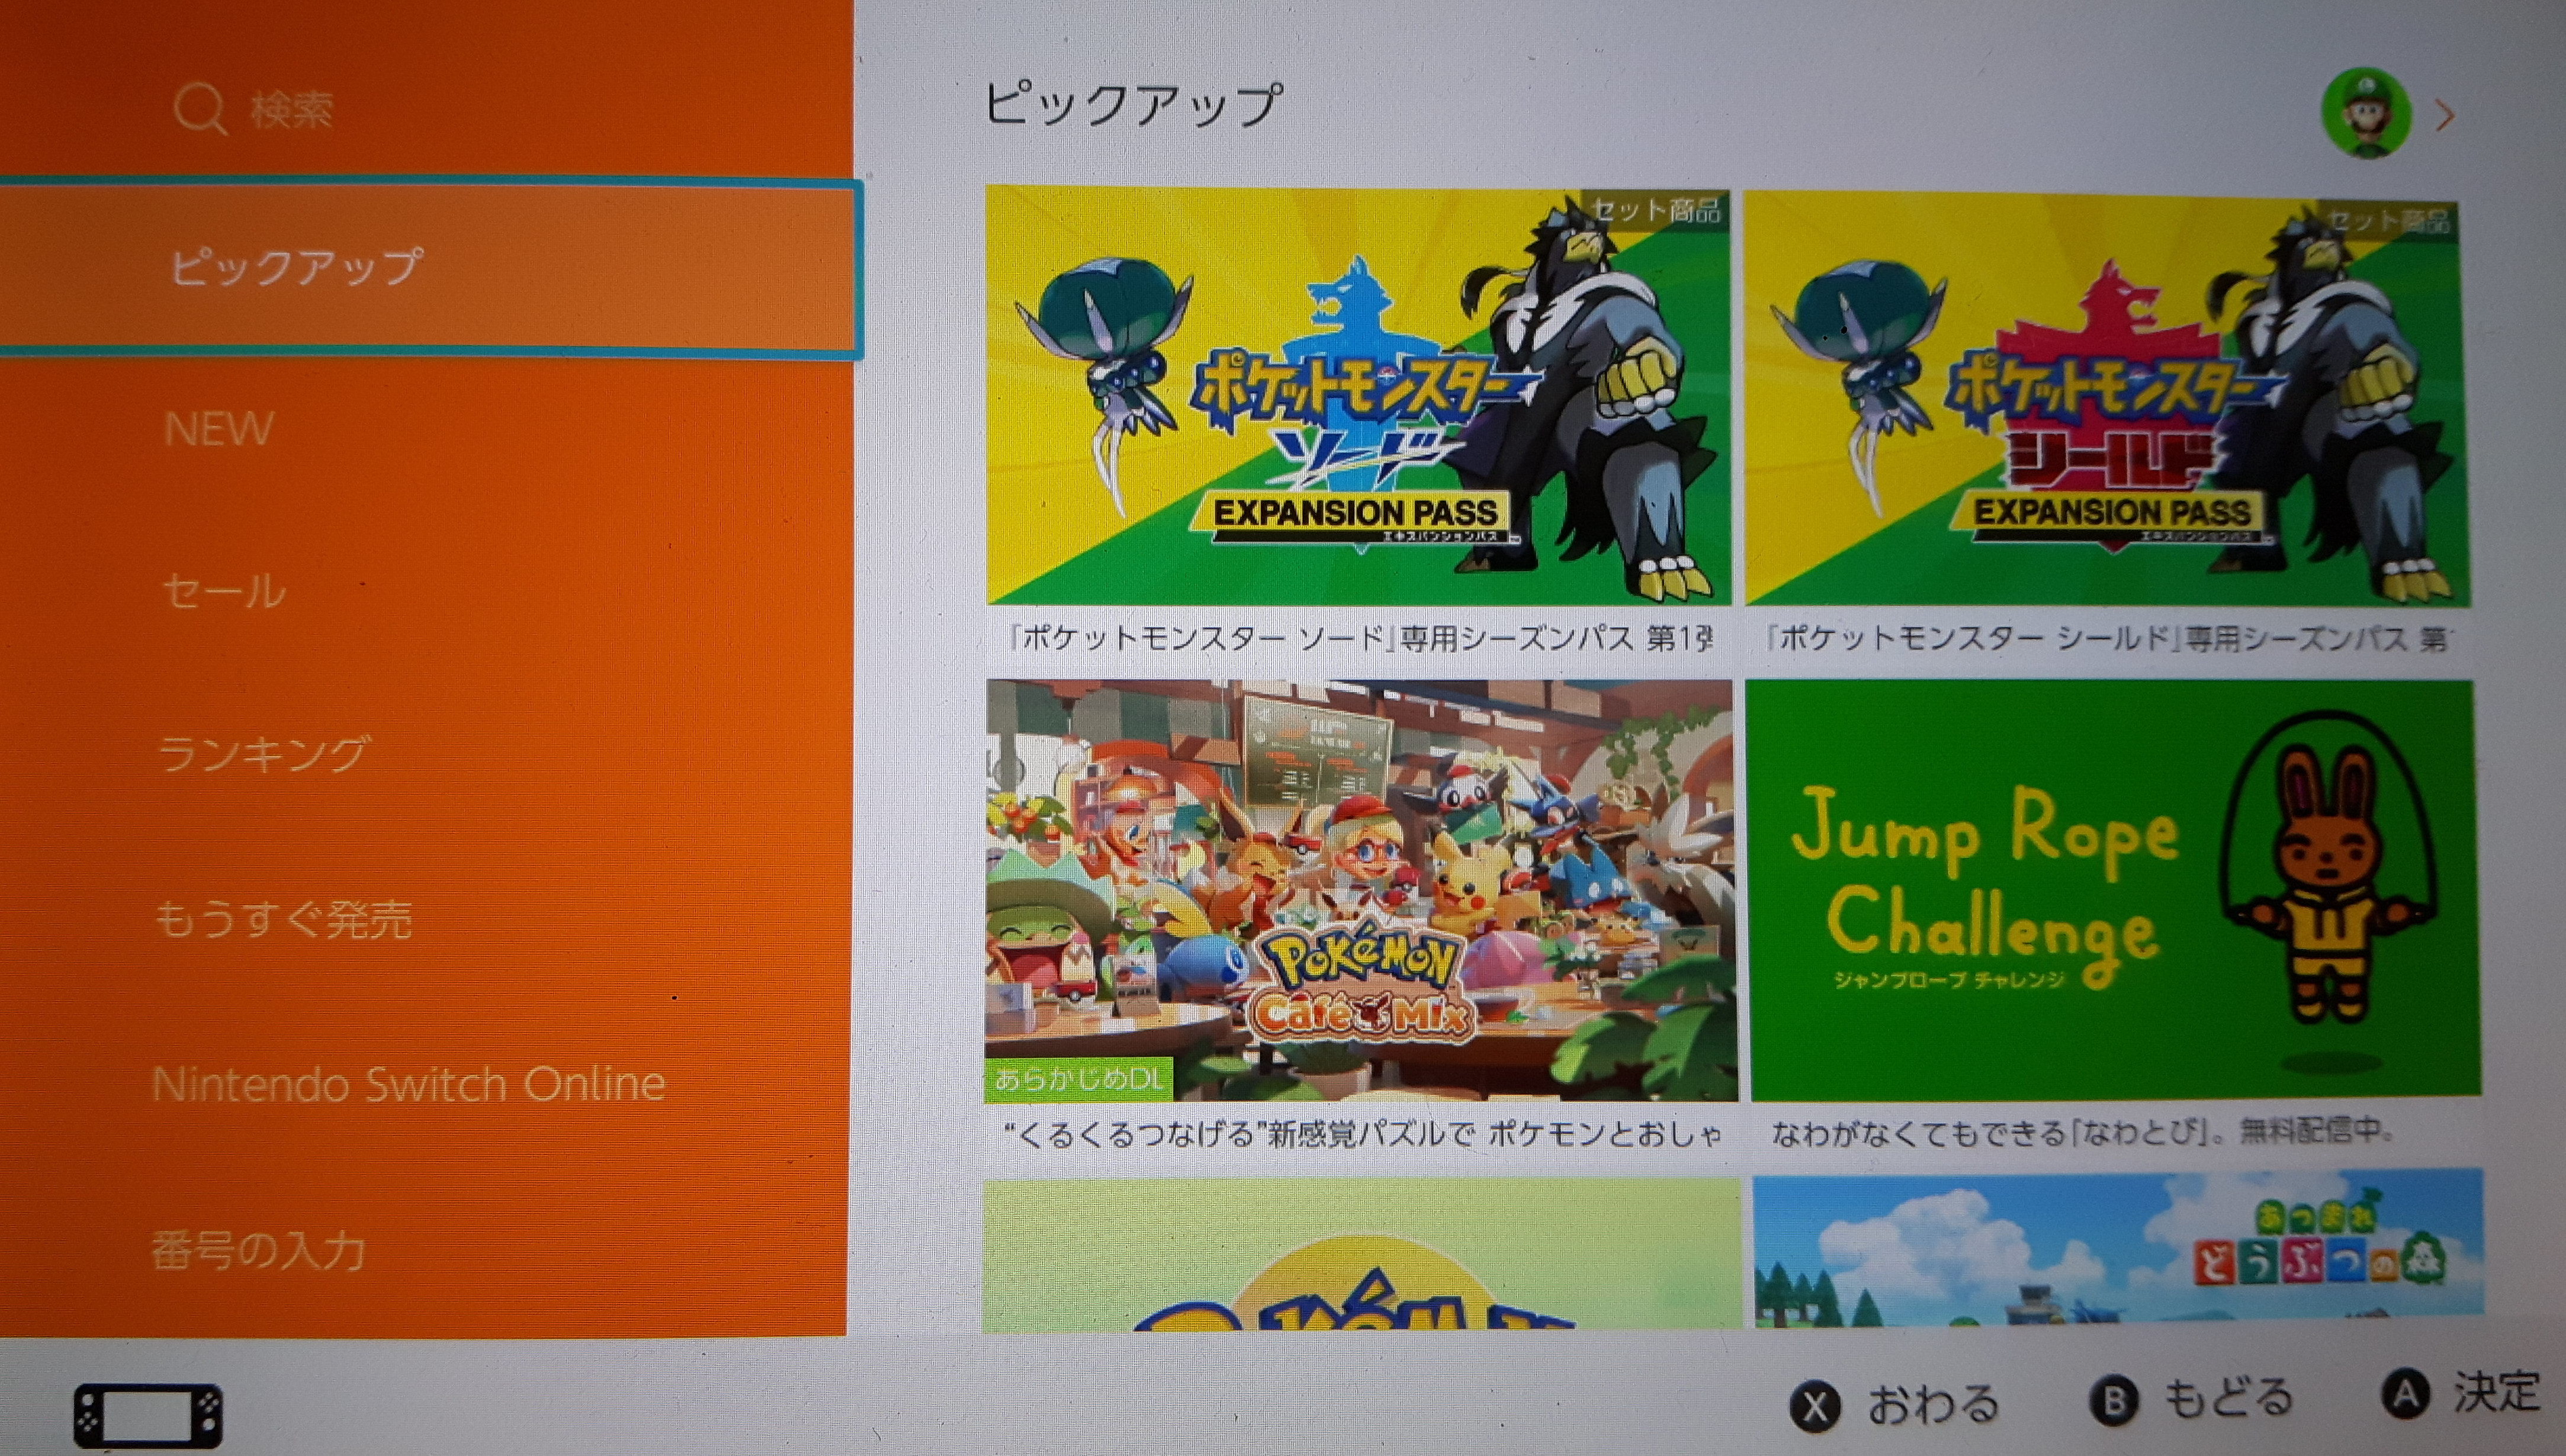 検索
ピックアップ
NEW
セール
ランキング
もうすぐ発売
Nintendo Switch Online
番号の入力
ピックアップ
セット商品
ポケットモンスター
ソード
EXPANSION PASS
エキスパンションパス
『ポケットモンスター ソード』専用シーズンパス 第1弾
セット商品
ポケットモンスター
シールド
EXPANSION PASS
エキスパンションパス
『ポケットモンスター シールド』専用シーズンパス 第
POKéMON
Café Mix
あらかじめDL
“くるくるつなげる”新感覚パズルで ポケモンとおしゃ
Jump Rope
Challenge
ジャンプロープ チャレンジ
なわがなくてもできる「なわとび」。無料配信中。
あつまれ
どうぶつの森
X おわる
B もどる
A 決定